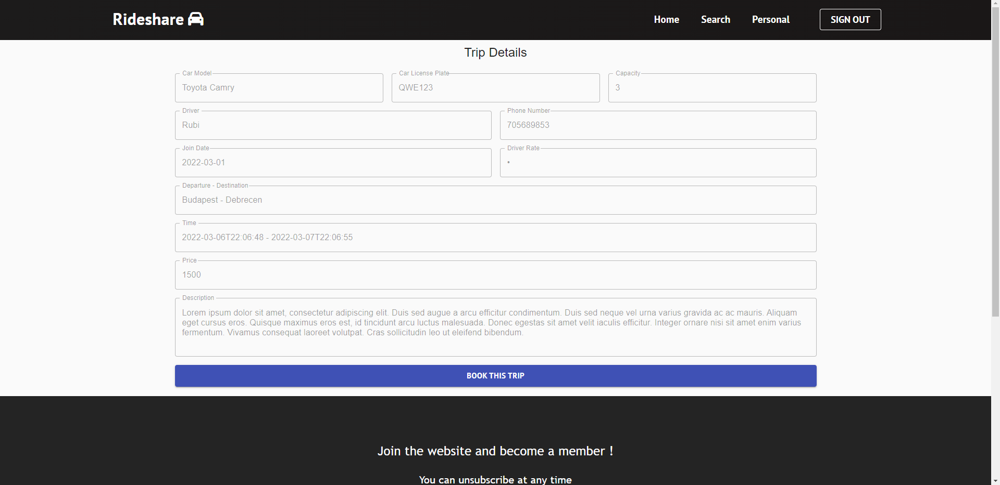 Rideshare
Home Search Personal SIGN OUT
Trip Details
Car Model Car License Plate Capacity
Toyota Camry QWE123 3
Driver Phone Number
Rubi 705689853
Join Date Driver Rate
2022-03-01 •
Departure - Destination
Budapest - Debrecen
Time
2022-03-06T22:06:48 - 2022-03-07T22:06:55
Price
1500
Description
Lorem ipsum dolor sit amet, consectetur adipiscing elit. Duis sed augue a arcu efficitur condimentum. Duis sed neque vel urna varius gravida ac ac mauris. Aliquam
eget cursus eros. Quisque maximus eros est, id tincidunt arcu luctus malesuada. Donec egestas sit amet velit iaculis efficitur. Integer ornare nisi sit amet enim varius
fermentum. Vivamus consequat laoreet volutpat. Cras sollicitudin leo ut eleifend bibendum.
BOOK THIS TRIP
Join the website and become a member !
You can unsubscribe at any time